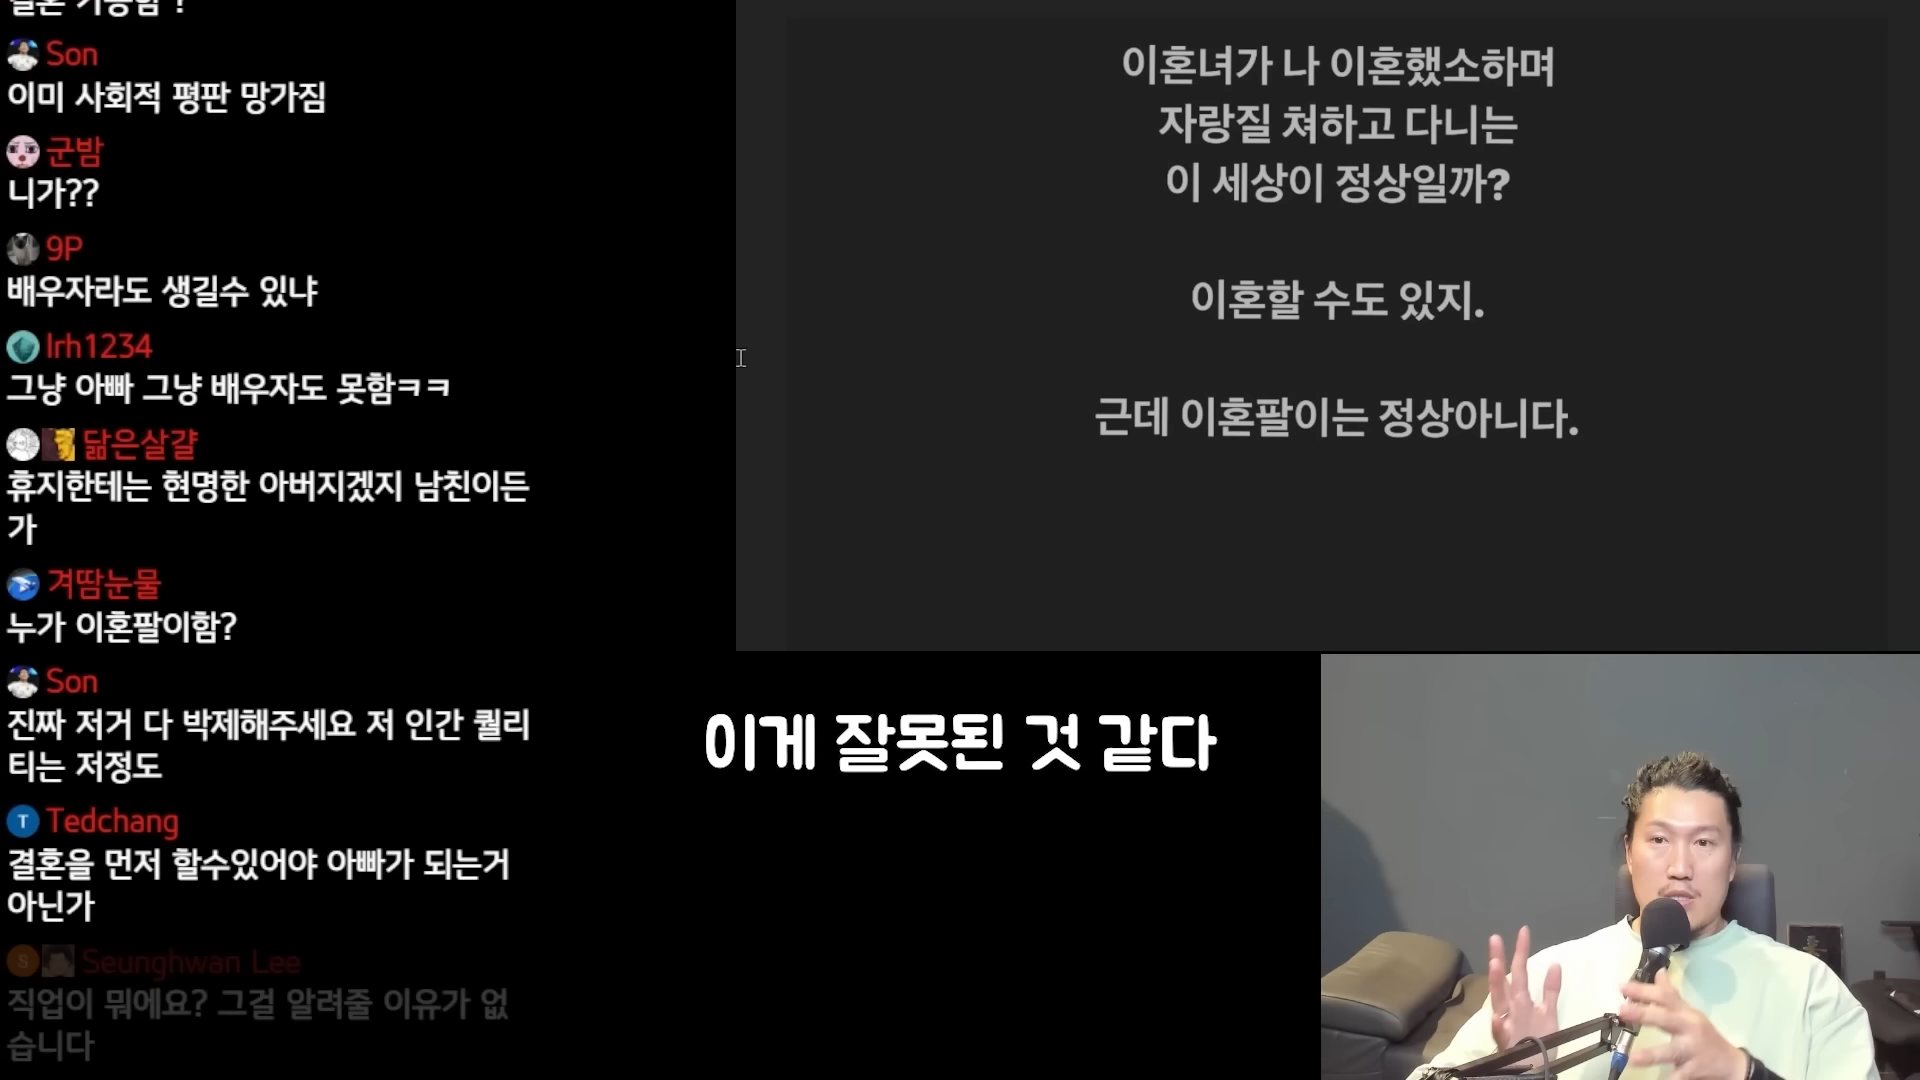 결혼 가능함 ?
Son
이미 사회적 평판 망가짐
군밤
니가??
9P
배우자라도 생길수 있냐
lrh1234
그냥 아빠 그냥 배우자도 못함ㅋㅋ
닮은살걀
휴지한테는 현명한 아버지겠지 남친이든
가
겨땀눈물
누가 이혼팔이함?
Son
진짜 저거 다 박제해주세요 저 인간 퀄리
티는 저정도
T Tedchang
결혼을 먼저 할수있어야 아빠가 되는거
아닌가
S Seunghwan Lee
직업이 뭐에요? 그걸 알려줄 이유가 없
습니다
이혼녀가 나 이혼했소하며
자랑질 쳐하고 다니는
이 세상이 정상일까?
이혼할 수도 있지.
근데 이혼팔이는 정상아니다.
이게 잘못된 것 같다